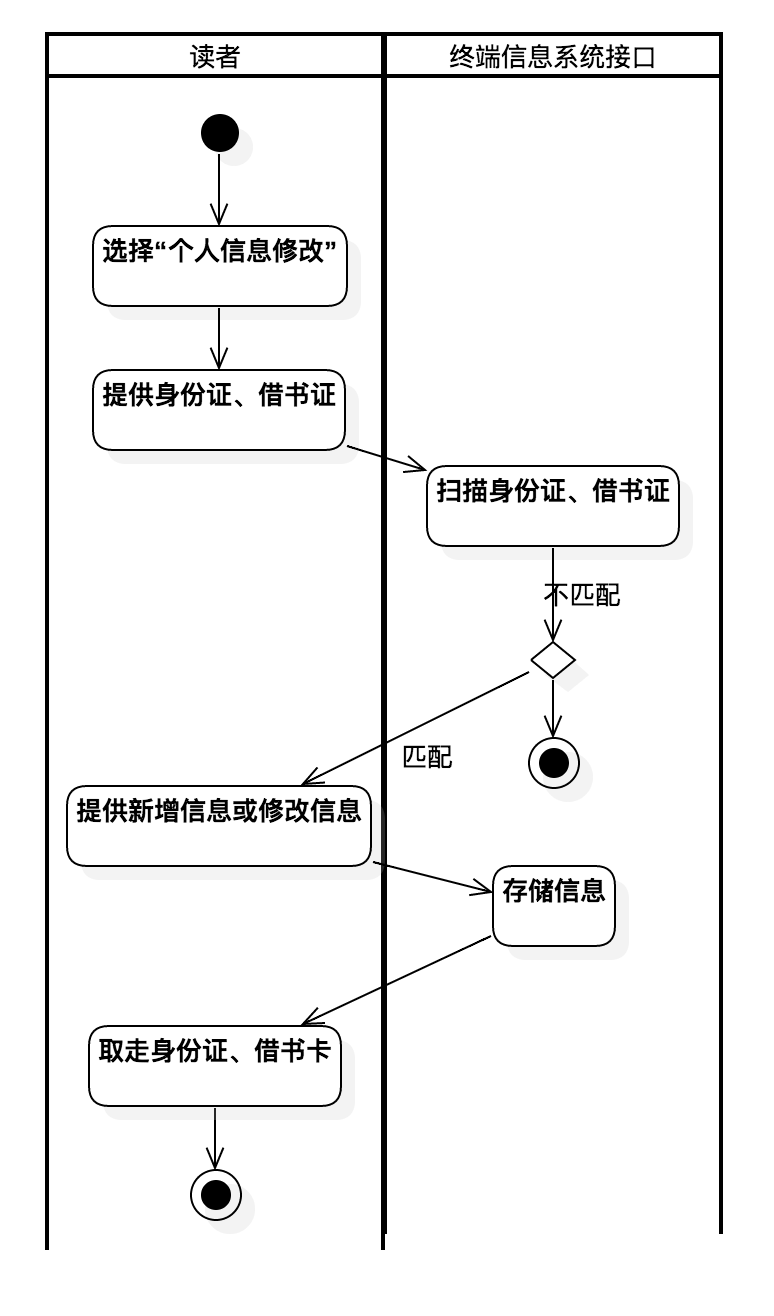 读者
终端信息系统接口
选择“个人信息修改”
提供身份证、借书证
扫描身份证、借书证
不匹配
匹配
提供新增信息或修改信息
存储信息
取走身份证、借书卡